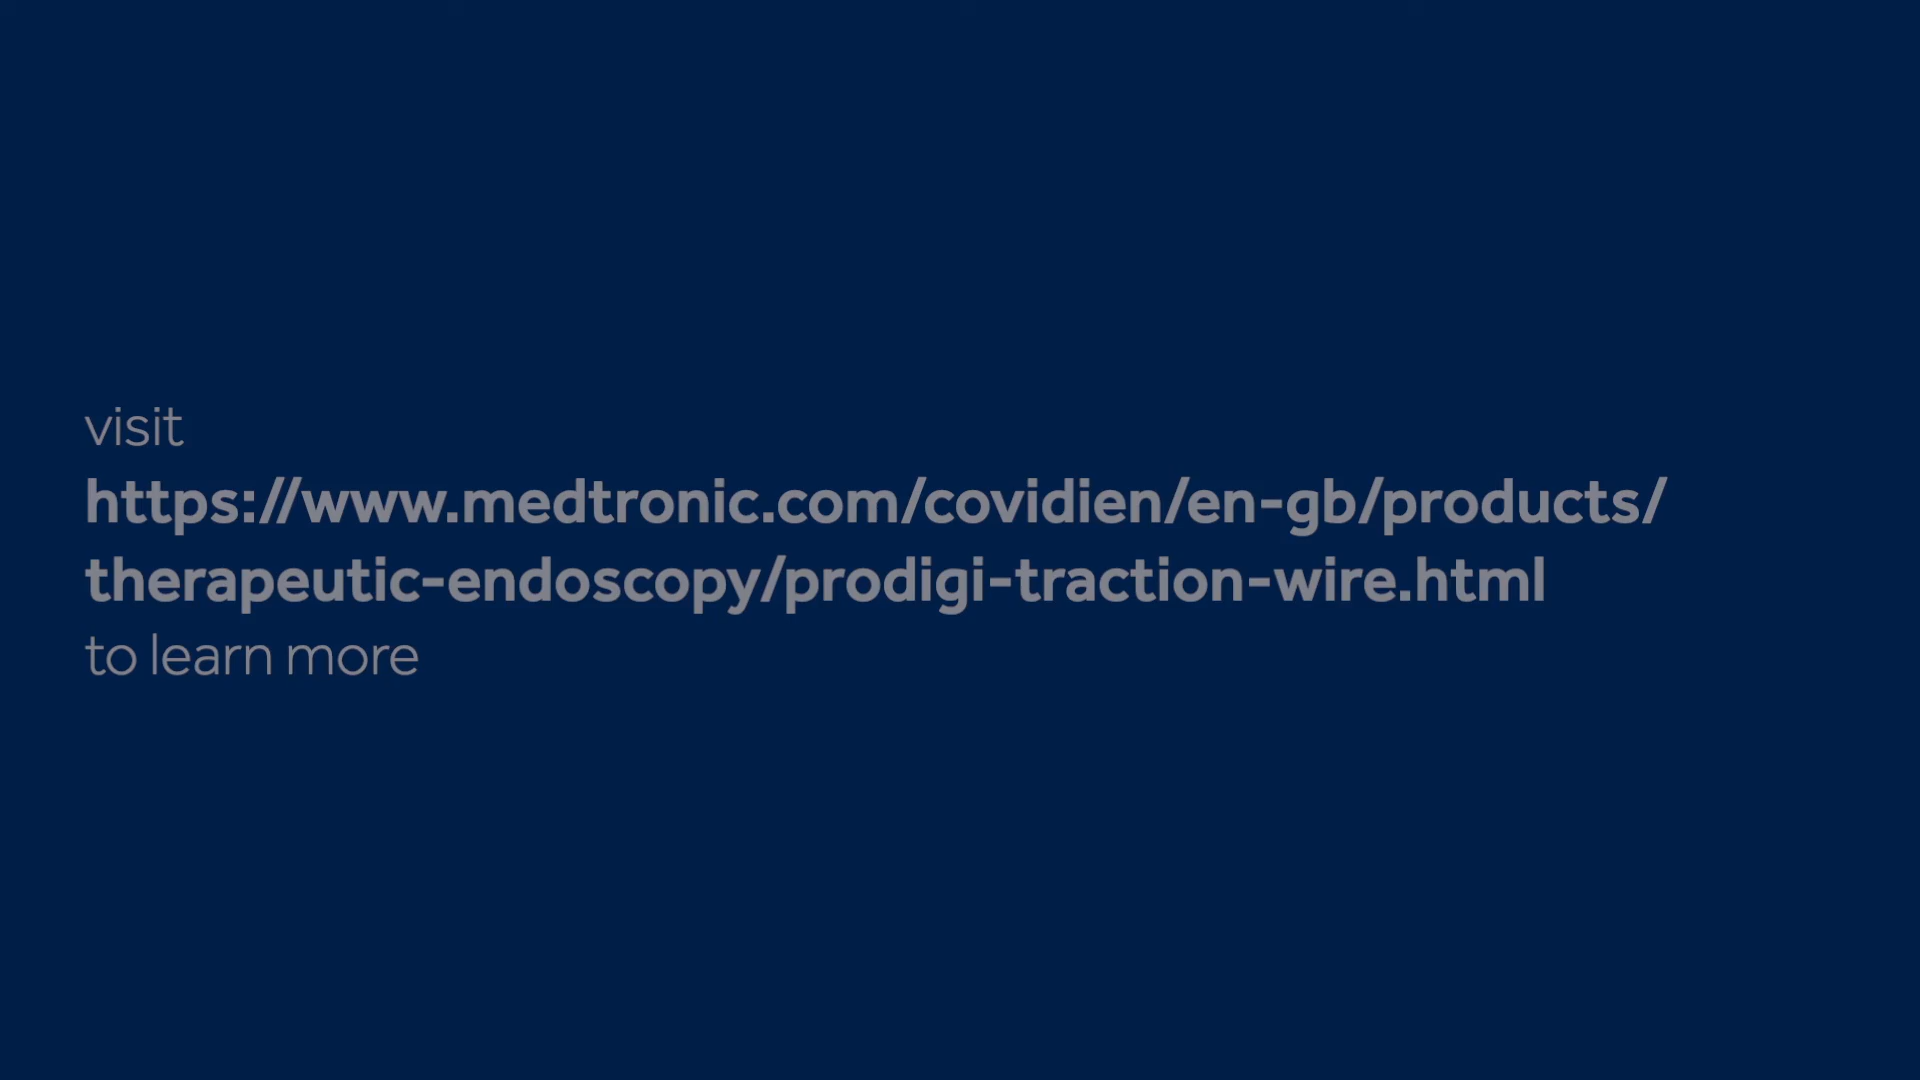 visit
https://www.medtronic.com/covidien/en-gb/products/
therapeutic-endoscopy/prodigi-traction-wire.html
to learn more